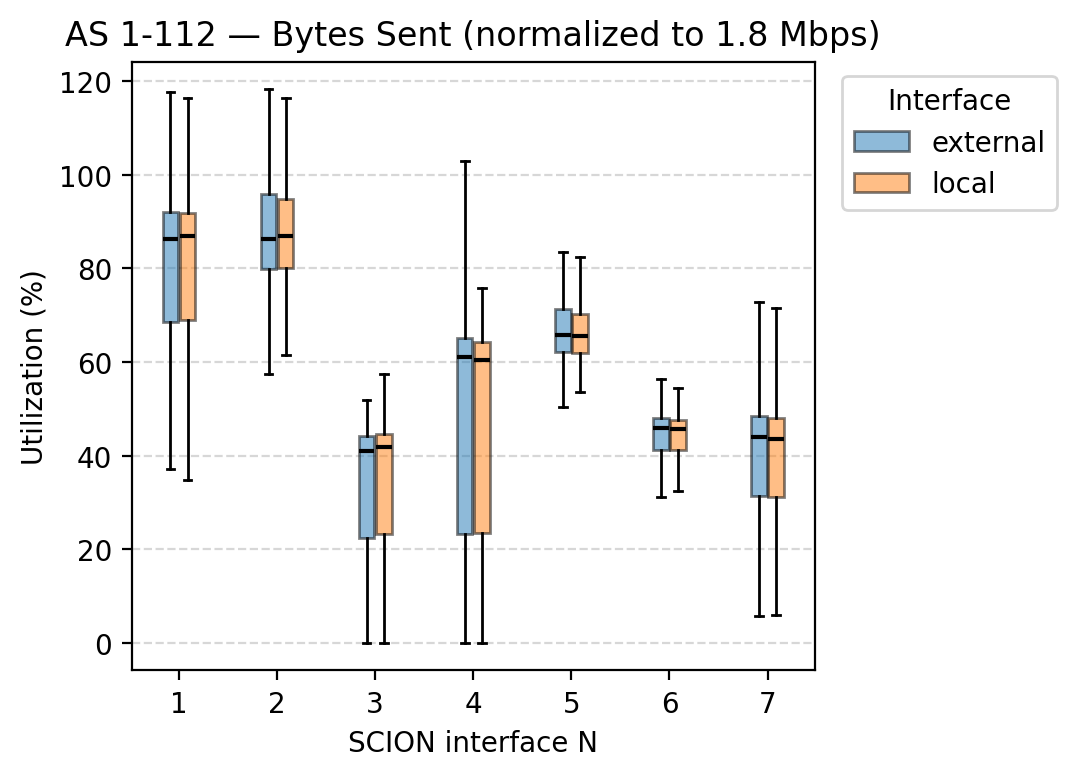 AS 1-112 — Bytes Sent (normalized to 1.8 Mbps)
Utilization (%)
120
100
80
60
40
20
0
1 2 3 4 5 6 7
SCION interface N
Interface
external
local